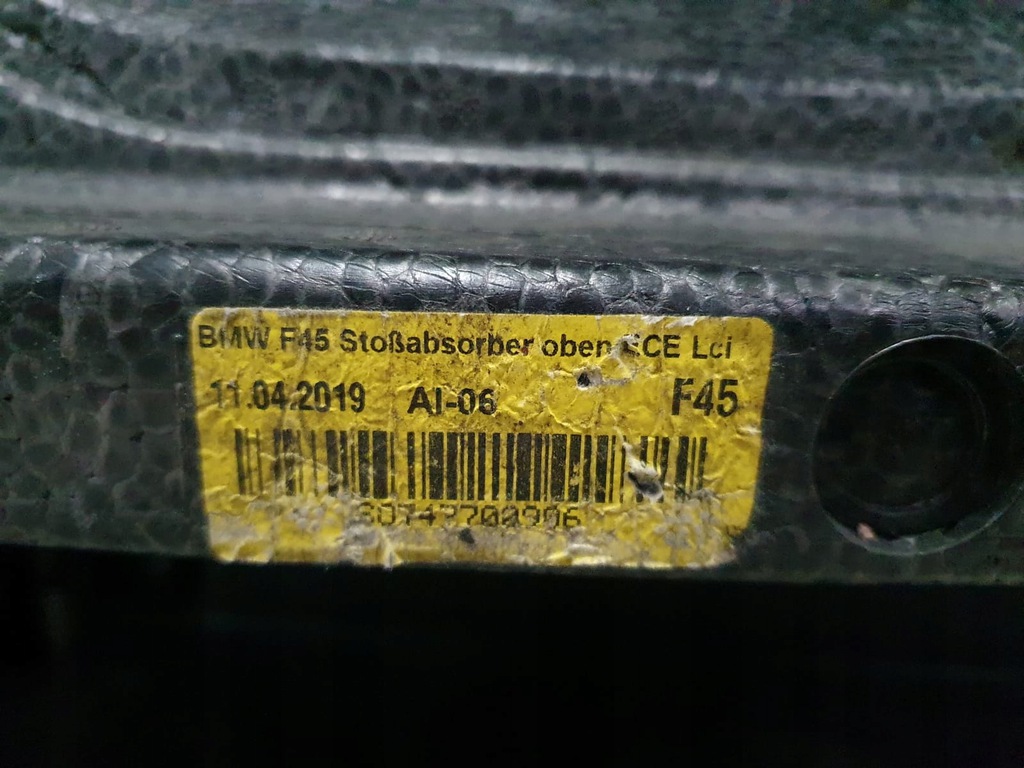 BMW F45 Stoßabsorber oben ECE Lci
11.04.2019 AI-06 F45